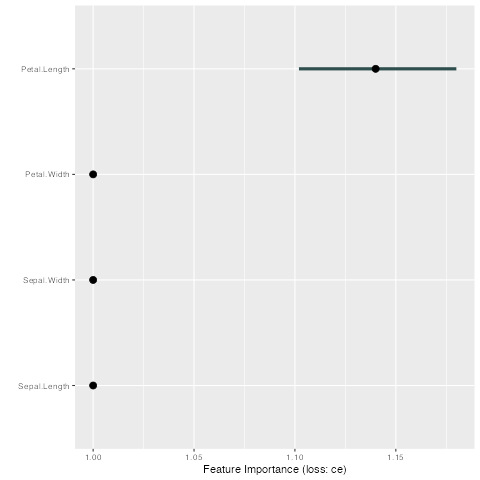 Petal.Length
Petal.Width
Sepal.Width
Sepal.Length
1.00 1.05 1.10 1.15
Feature Importance (loss: ce)